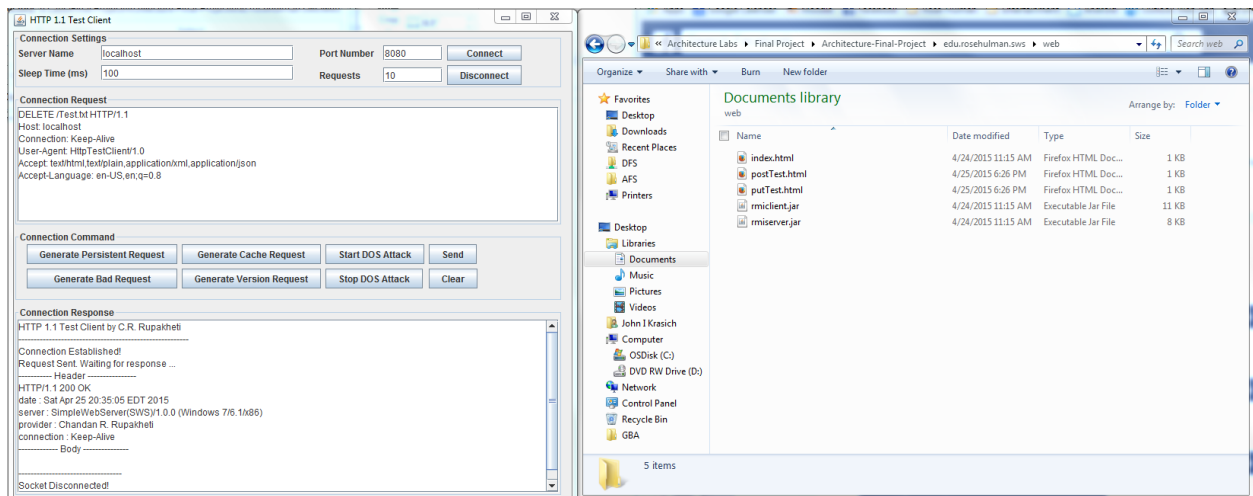 HTTP 1.1 Test Client
Connection Settings
Server Name localhost Port Number 8080 Connect
Sleep Time (ms) 100 Requests 10 Disconnect
Connection Request
DELETE /Test.txt HTTP/1.1
Host: localhost
Connection: Keep-Alive
User-Agent: HttpTestClient/1.0
Accept: text/html,text/plain,application/xml,application/json
Accept-Language: en-US,en;q=0.8
Connection Command
Generate Persistent Request Generate Cache Request Start DOS Attack Send
Generate Bad Request Generate Version Request Stop DOS Attack Clear
Connection Response
HTTP 1.1 Test Client by C.R. Rupakheti
--------------------------------------------------
Connection Established!
Request Sent. Waiting for response ...
---------- Header ----------------
HTTP/1.1 200 OK
date : Sat Apr 25 20:35:05 EDT 2015
server : SimpleWebServer(SWS)/1.0.0 (Windows 7/6.1/x86)
provider : Chandan R. Rupakheti
connection : Keep-Alive
------------ Body ---------------
------------------------------
Socket Disconnected!
« Architecture Labs Final Project Architecture-Final-Project edu.rosehulman.sws web Search web
Organize Share with Burn New folder
Favorites
Desktop
Downloads
Recent Places
DFS
AFS
Printers
Desktop
Libraries
Documents
Music
Pictures
Videos
John I Krasich
Computer
OSDisk (C:)
DVD RW Drive (D:)
Network
Control Panel
Recycle Bin
GBA
Documents library
web
Arrange by: Folder
Name Date modified Type Size
index.html 4/24/2015 11:15 AM Firefox HTML Doc... 1 KB
postTest.html 4/25/2015 6:26 PM Firefox HTML Doc... 1 KB
putTest.html 4/25/2015 6:26 PM Firefox HTML Doc... 1 KB
rmiclient.jar 4/24/2015 11:15 AM Executable Jar File 11 KB
rmiserver.jar 4/24/2015 11:15 AM Executable Jar File 8 KB
5 items